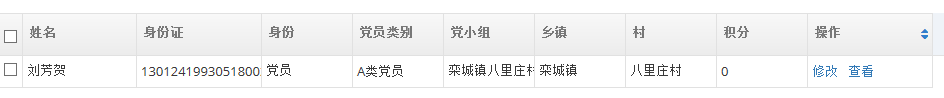 姓名 身份证 身份 党员类别 党小组 乡镇 村 积分 操作
刘芳贺 1301241993051800 党员 A类党员 栾城镇八里庄村 栾城镇 八里庄村 0 修改 查看